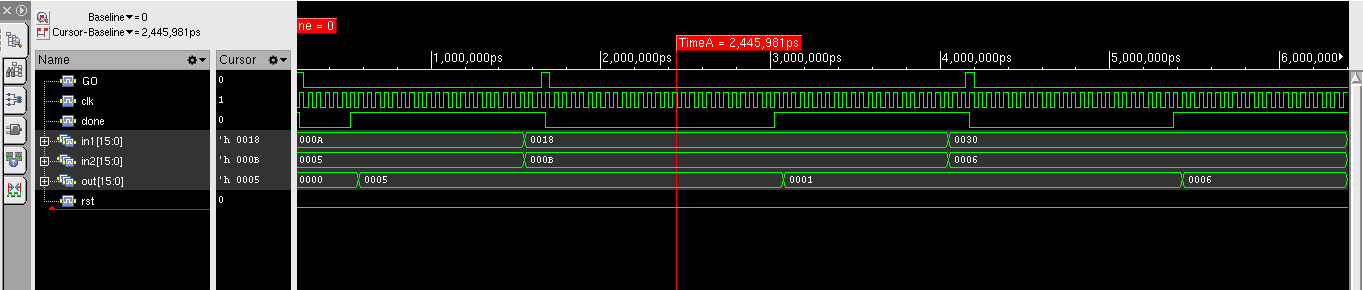 Baseline▾= 0
Cursor-Baseline▾= 2,445,981ps
ne = 0
TimeA = 2,445,981ps
1,000,000ps 2,000,000ps 3,000,000ps 4,000,000ps 5,000,000ps 6,000,000
Name Cursor
GO 0
clk 1
done 0
in1[15:0] 'h 0018 000A 0018 0030
in2[15:0] 'h 000B 0005 000B 0006
out[15:0] 'h 0005 0000 0005 0001 0006
rst 0